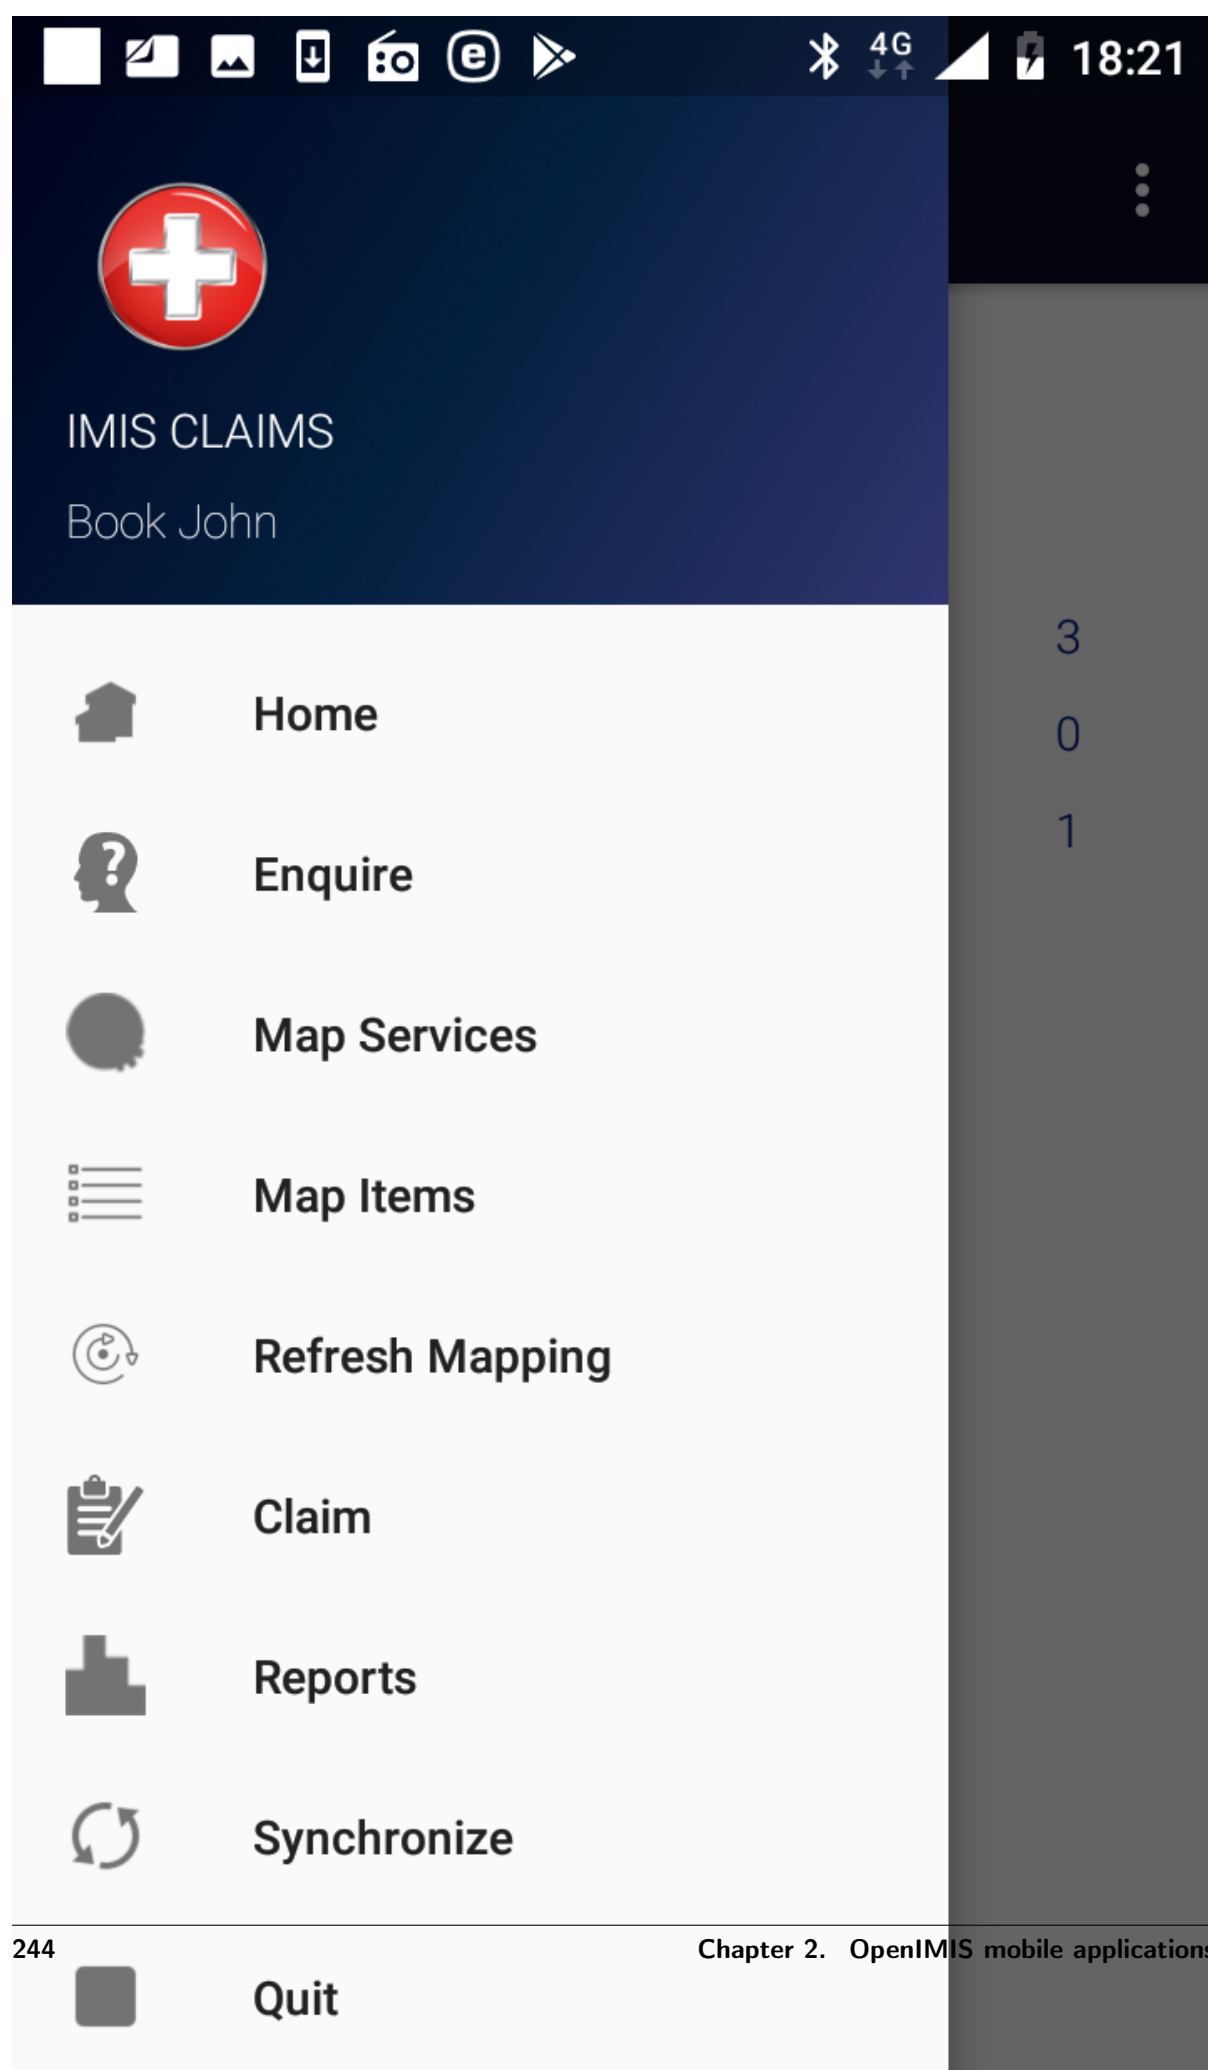 4G 18:21
IMIS CLAIMS
Book John
3
Home
0
1
Enquire
Map Services
Map Items
Refresh Mapping
Claim
Reports
Synchronize
244 Chapter 2. OpenIMIS mobile applications
Quit